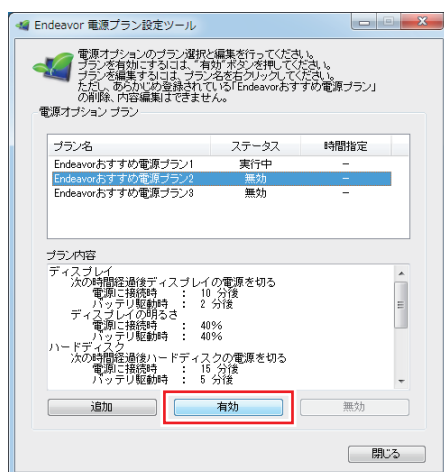 Endeavor 電源プラン設定ツール
電源オプションのプラン選択と編集を行ってください。
プランを有効にするには、"有効"ボタンを押してください。
プランを編集するには、プラン名を右クリックしてください。
ただし、あらかじめ登録されている「Endeavorおすすめ電源プラン」
の削除、内容編集はできません。
電源オプション プラン
プラン名 ステータス 時間指定
Endeavorおすすめ電源プラン1 実行中 －
Endeavorおすすめ電源プラン2 無効 －
Endeavorおすすめ電源プラン3 無効
プラン内容
ディスプレイ
次の時間経過後ディスプレイの電源を切る
電源に接続時 : 10 分後
バッテリ駆動時 : 2 分後
ディスプレイの明るさ
電源に接続時 : 40%
バッテリ駆動時 : 40%
ハードディスク
次の時間経過後ハードディスクの電源を切る
電源に接続時 : 15 分後
バッテリ駆動時 : 5 分後
追加 有効 無効
閉じる